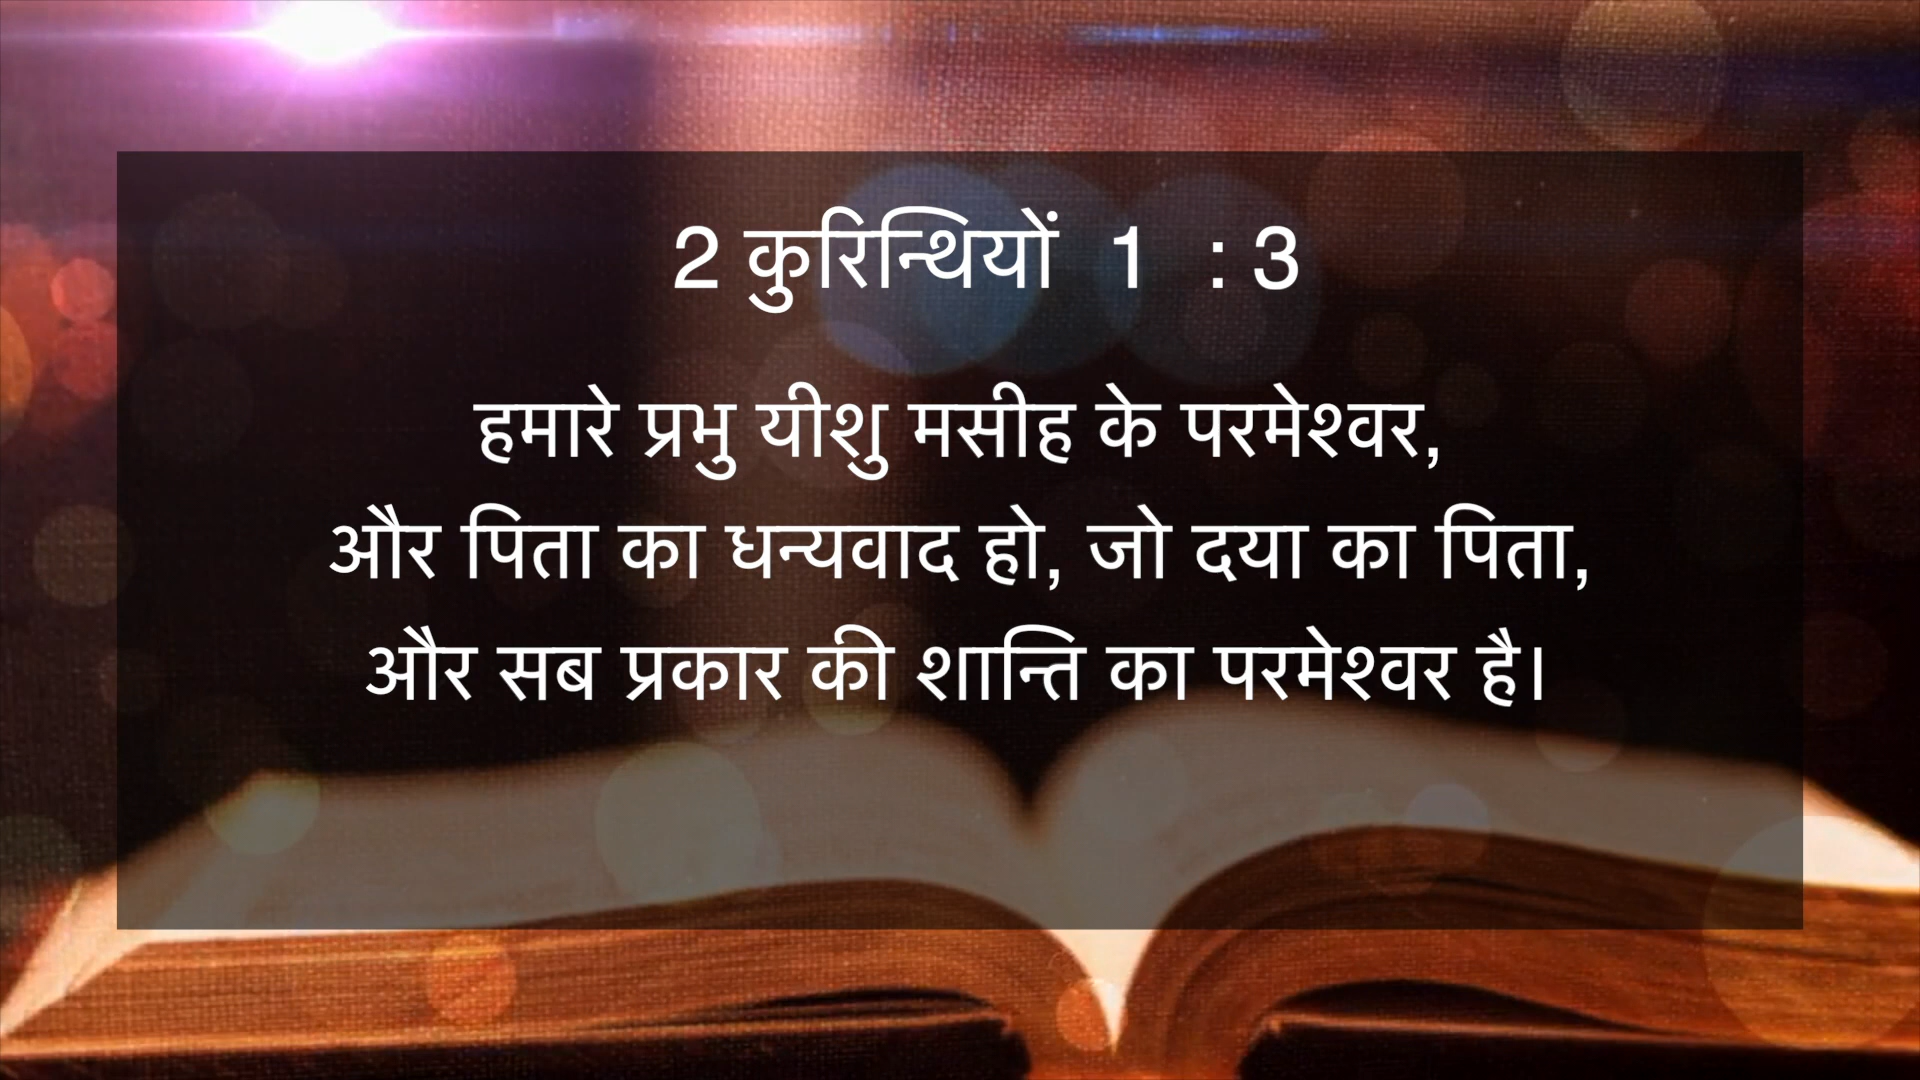 2 कुरिन्थियों 1 : 3
हमारे प्रभु यीशु मसीह के परमेश्वर,
और पिता का धन्यवाद हो, जो दया का पिता,
और सब प्रकार की शान्ति का परमेश्वर है।